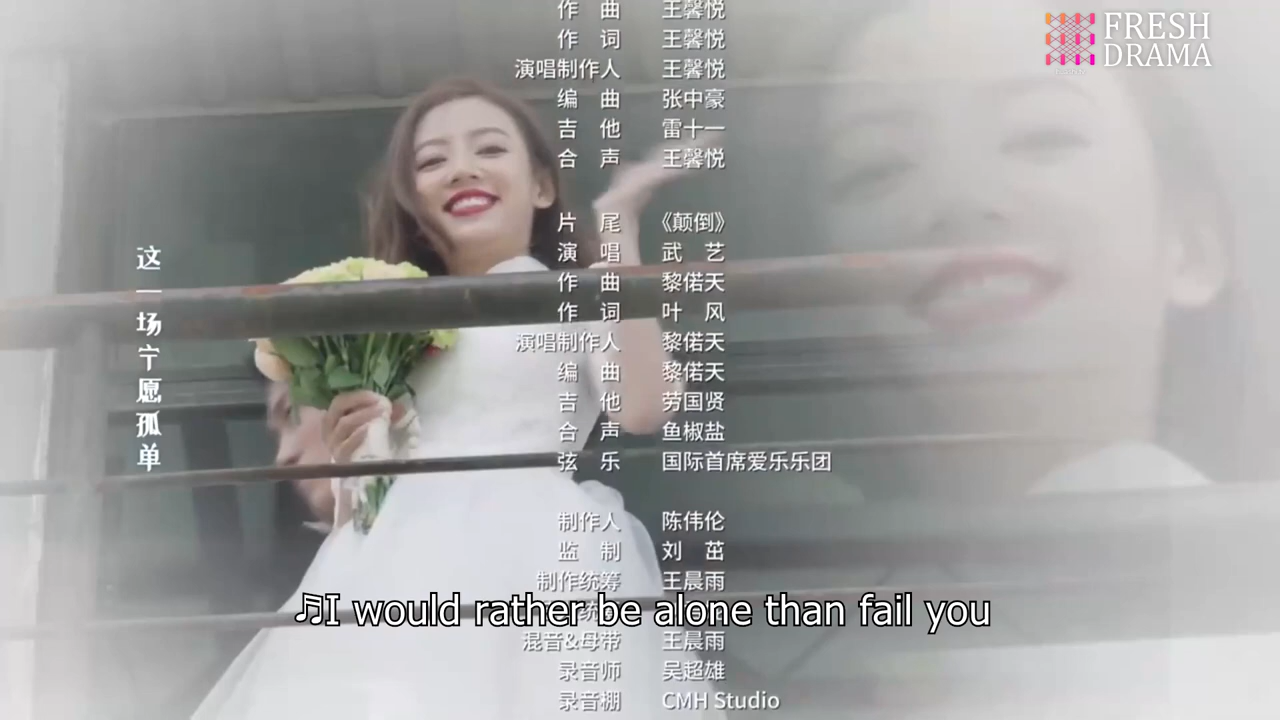 FRESH
DRAMA
作 曲 王馨悦
作 词 王馨悦
演唱制作人 王馨悦
编 曲 张中豪
吉 他 雷十一
合 声 王馨悦
片 尾 《颠倒》
演 唱 武 艺
作 曲 黎偌天
作 词 叶 风
演唱制作人 黎偌天
编 曲 黎偌天
吉 他 劳国贤
合 声 鱼椒盐
弦 乐 国际首席爱乐乐团
制作人 陈伟伦
监 制 刘 茁
制作统筹 王晨雨
混音&母带 王晨雨
录音师 吴超雄
录音棚 CMH Studio
这一场宁愿孤单
♫I would rather be alone than fail you